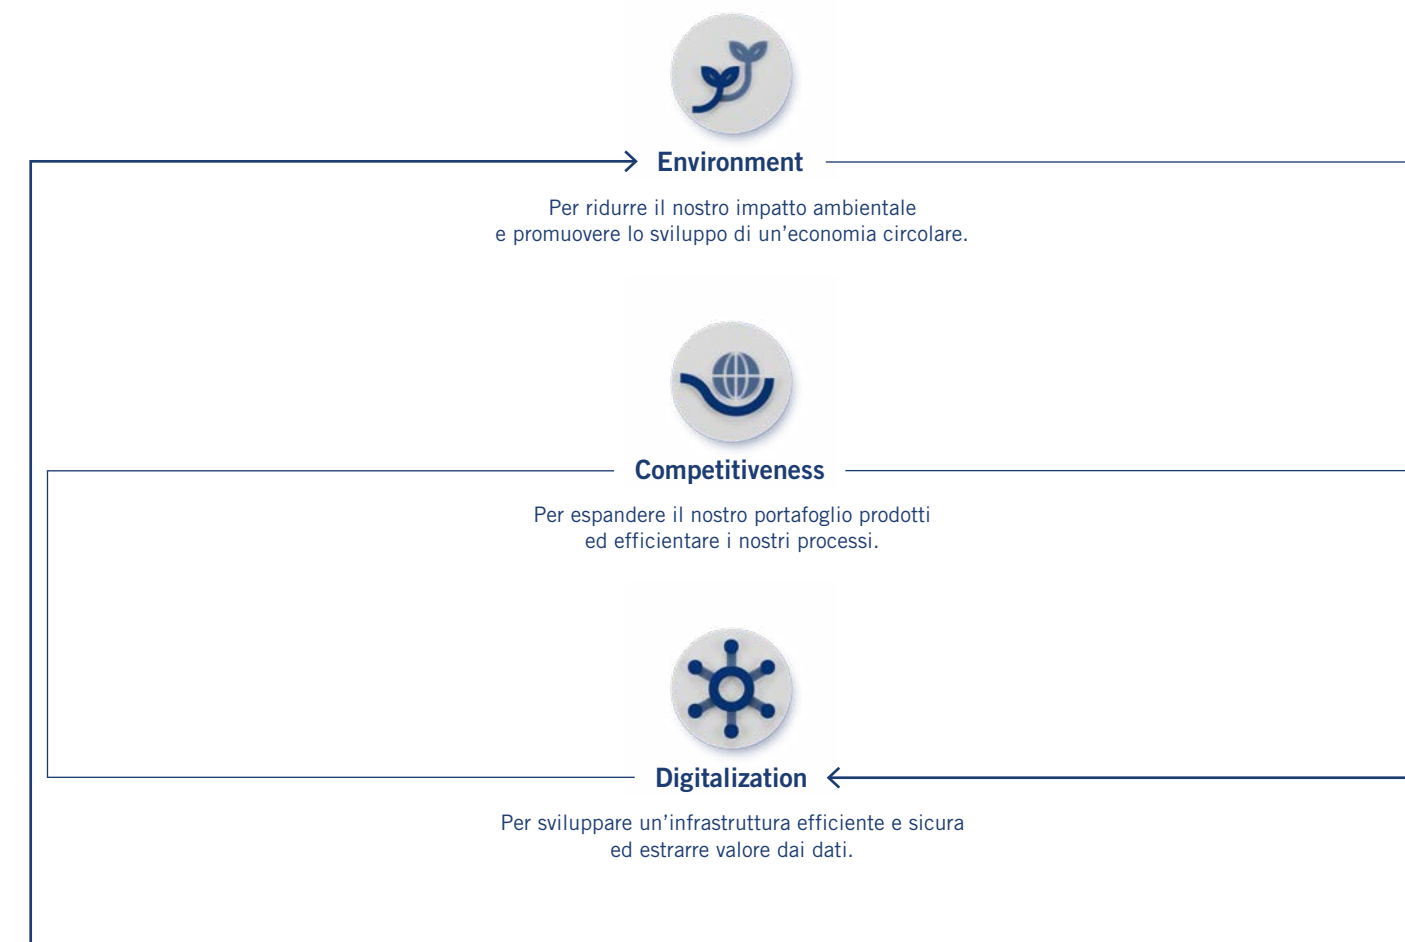 Environment
Per ridurre il nostro impatto ambientale
e promuovere lo sviluppo di un’economia circolare.
Competitiveness
Per espandere il nostro portafoglio prodotti
ed efficientare i nostri processi.
Digitalization
Per sviluppare un’infrastruttura efficiente e sicura
ed estrarre valore dai dati.